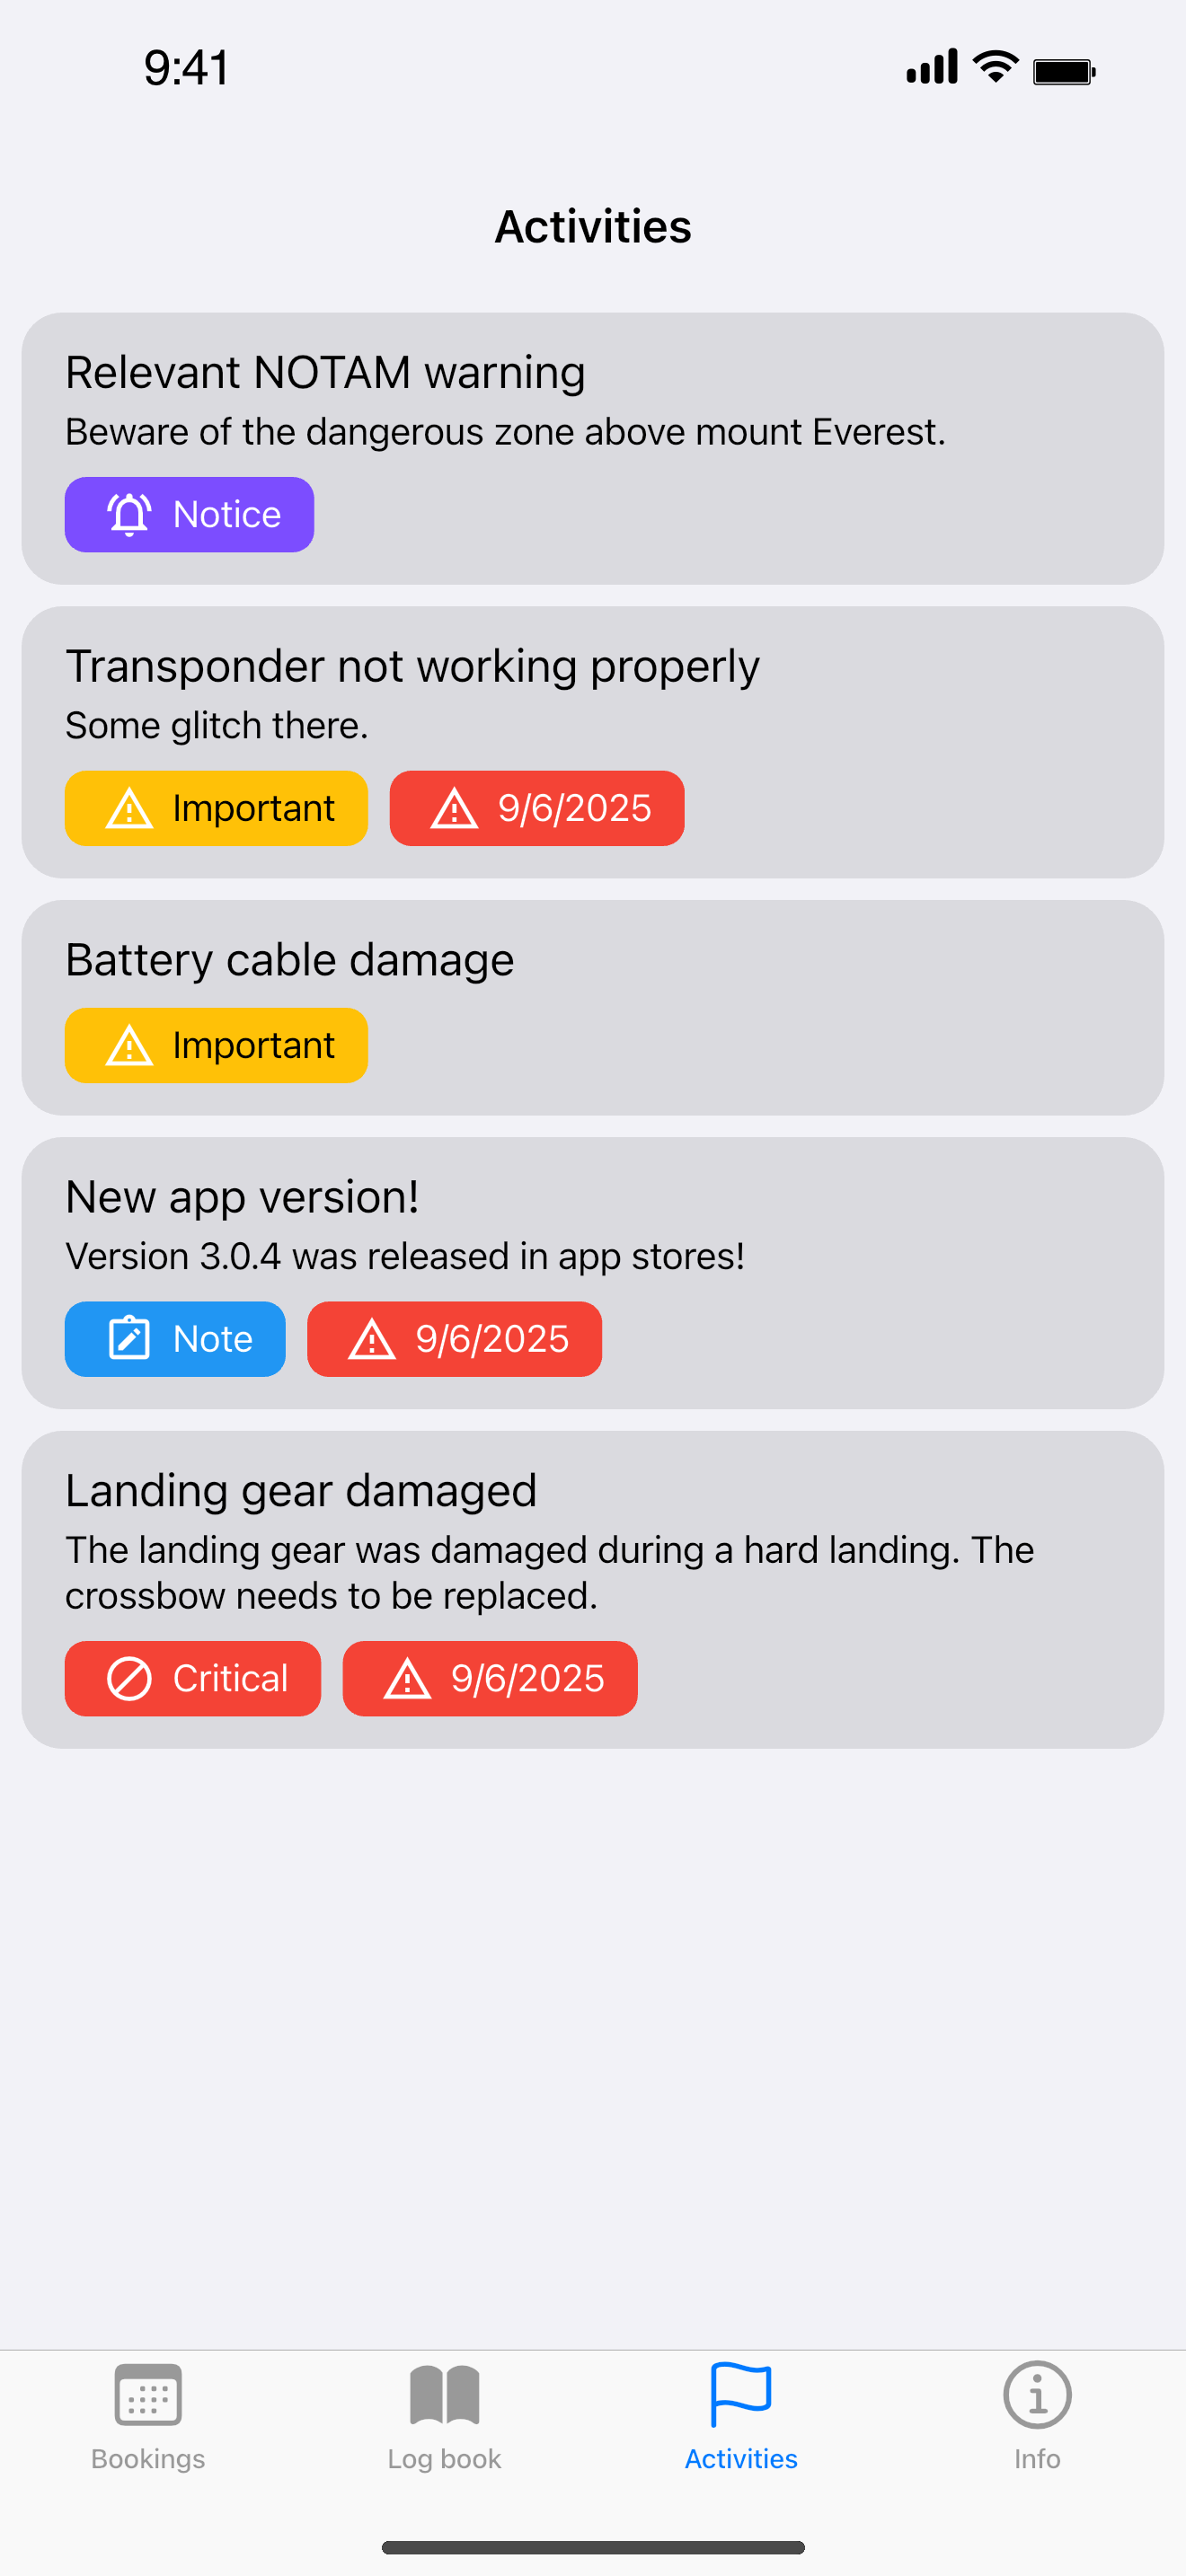 9:41
Activities
Relevant NOTAM warning
Beware of the dangerous zone above mount Everest.
Notice
Transponder not working properly
Some glitch there.
Important 9/6/2025
Battery cable damage
Important
New app version!
Version 3.0.4 was released in app stores!
Note 9/6/2025
Landing gear damaged
The landing gear was damaged during a hard landing. The
crossbow needs to be replaced.
Critical 9/6/2025
Bookings Log book Activities Info